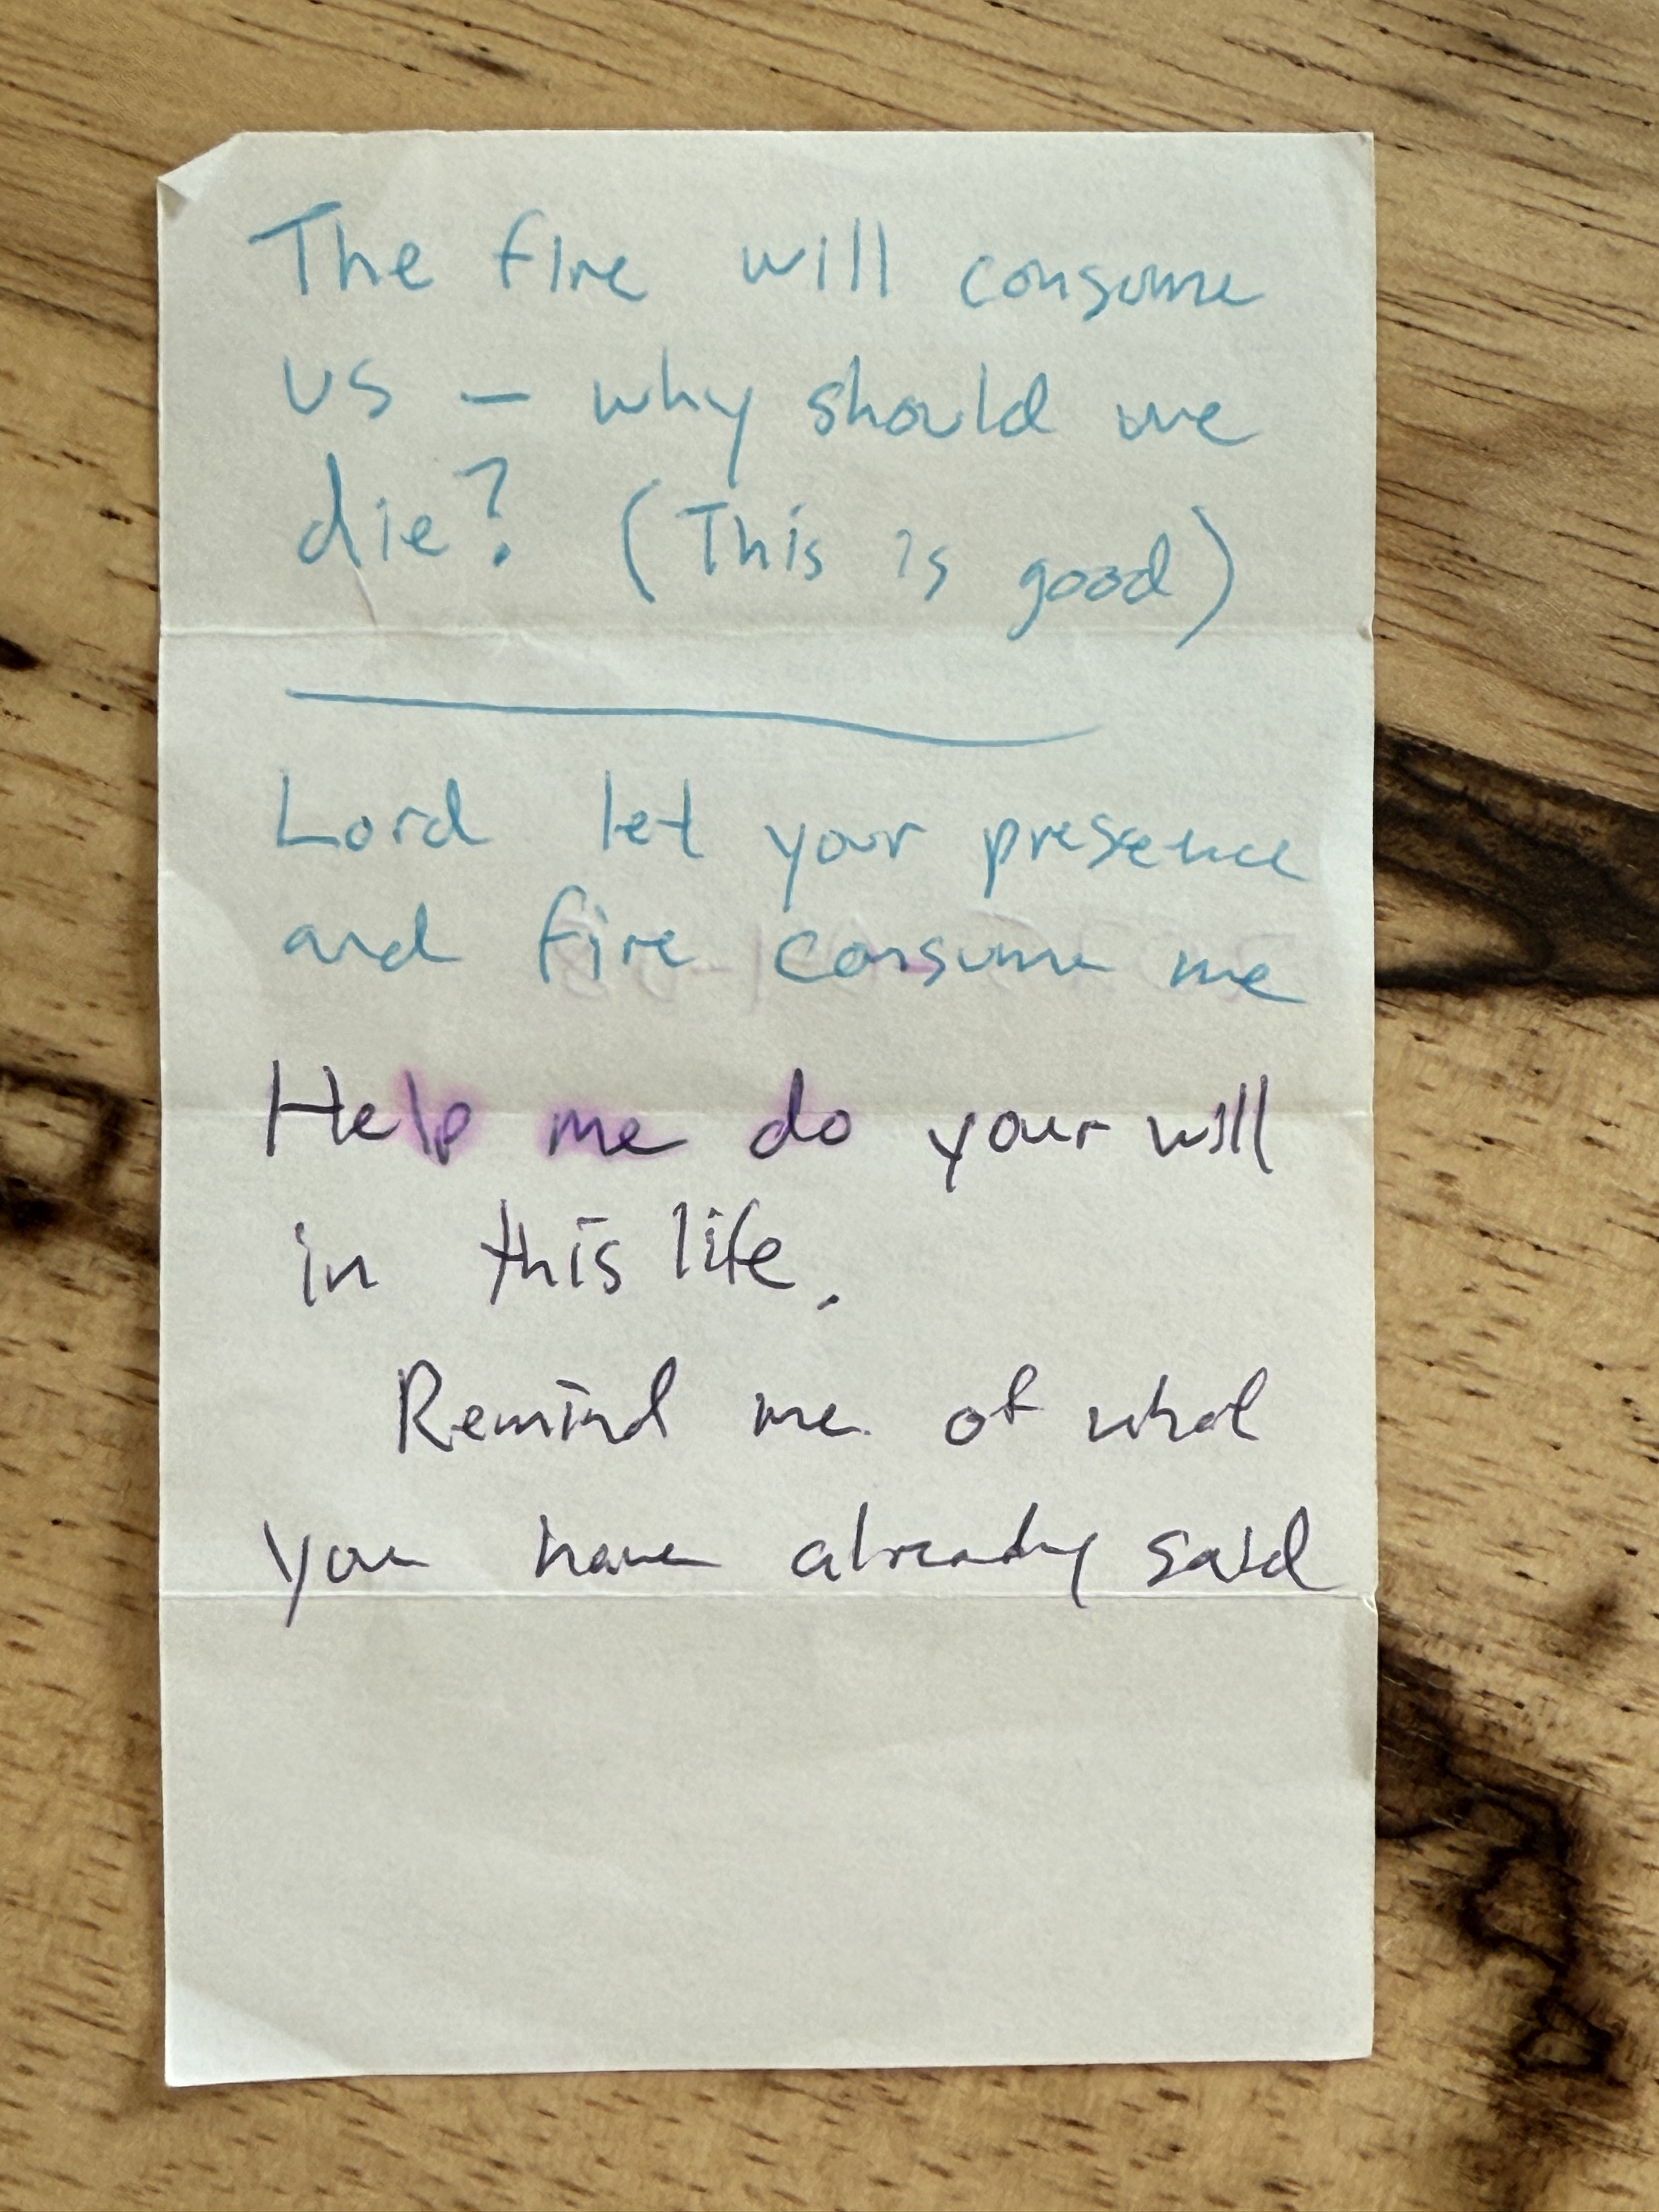 The fire will consume
us – why should we
die? (This is good)
Lord let your presence
and fire consume me
Help me do your will
in this life.
Remind me of what
you have already said